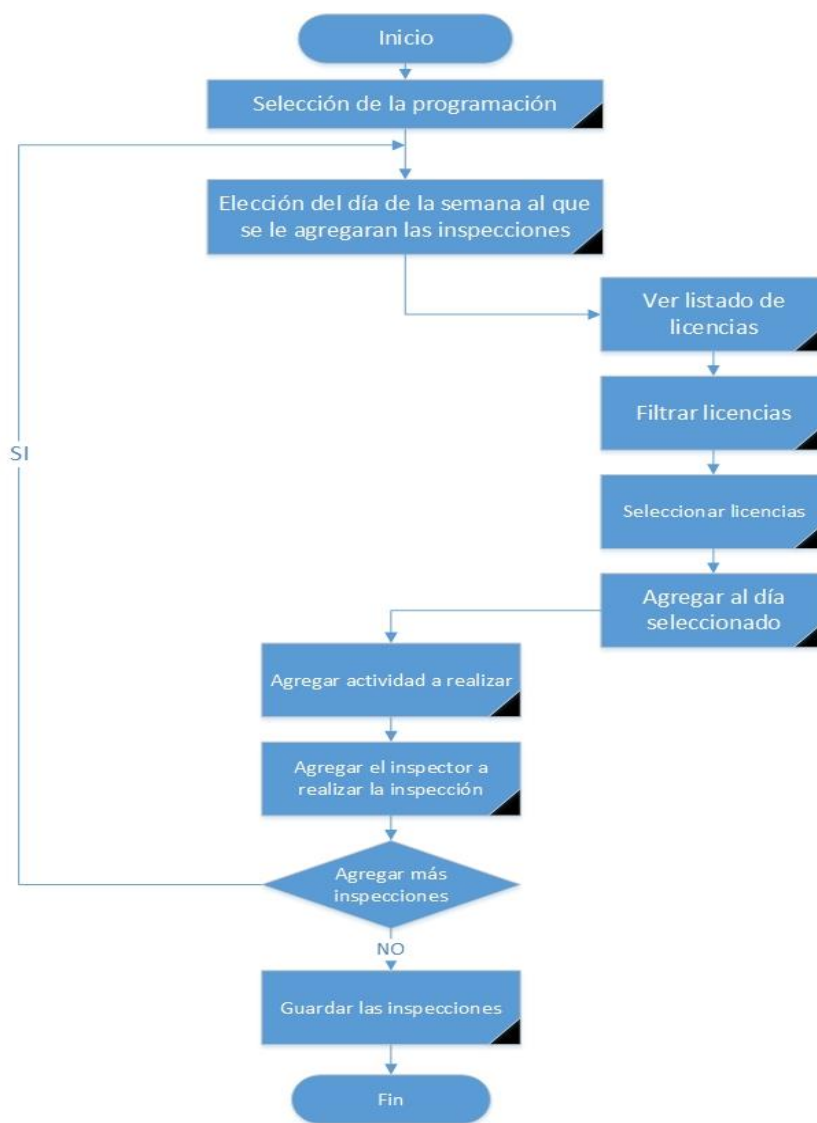 Inicio
Selección de la programación
Elección del día de la semana al que
se le agregaran las inspecciones
Ver listado de
licencias
Filtrar licencias
SI
Seleccionar licencias
Agregar al día
seleccionado
Agregar actividad a realizar
Agregar el inspector a
realizar la inspección
Agregar más
inspecciones
NO
Guardar las inspecciones
Fin